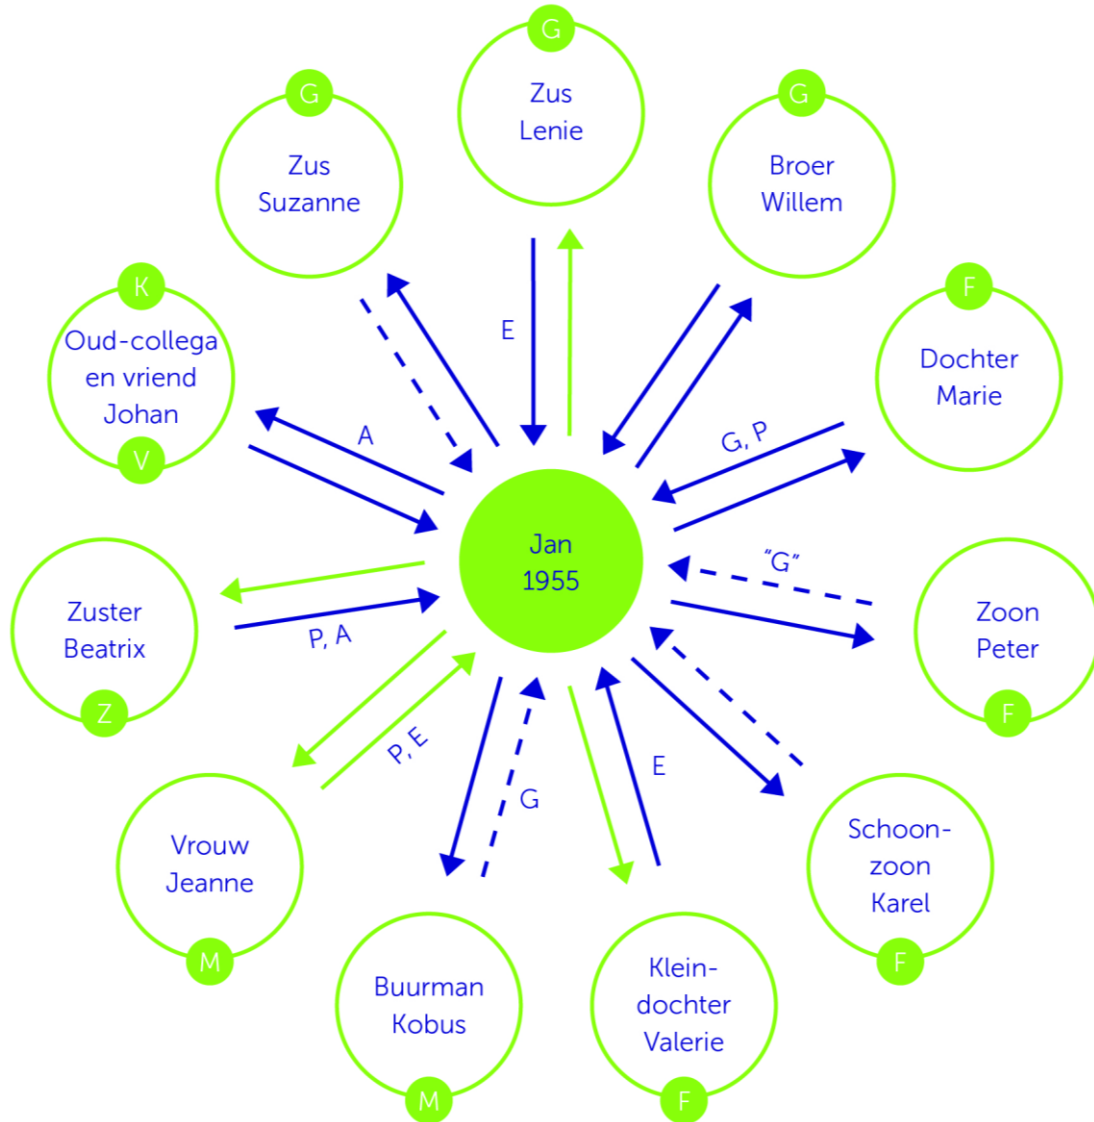 G
Zus
Lenie
G
Zus
Suzanne
G
Broer
Willem
K
Oud-collega
en vriend
Johan
V
F
Dochter
Marie
E
A
G, P
Jan
1955
"G"
Zuster
Beatrix
Z
P, A
Zoon
Peter
F
P, E
G
E
Vrouw
Jeanne
M
Schoon-
zoon
Karel
F
Buurman
Kobus
M
Klein-
dochter
Valerie
F